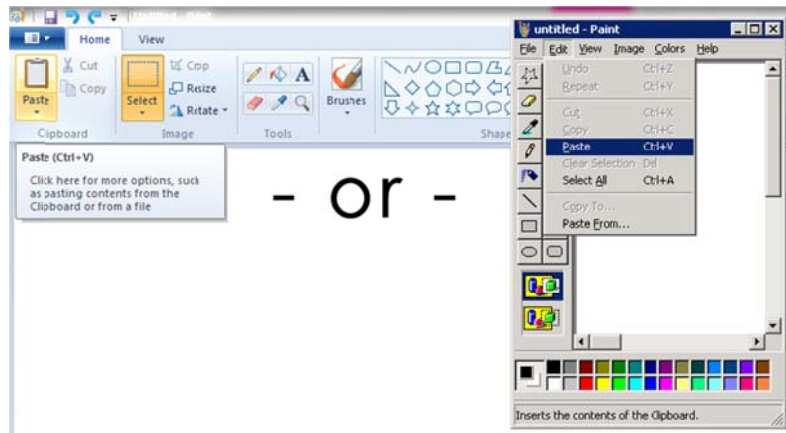 Home View
Cut
Copy
Paste
Clipboard
Select
Crop
Resize
Rotate
Image
Tools
Brushes
Shape
Paste (Ctrl+V)
Click here for more options, such
as pasting contents from the
Clipboard or from a file
- or -
untitled - Paint
File Edit View Image Colors Help
Undo Ctrl+Z
Repeat Ctrl+Y
Cut Ctrl+X
Copy Ctrl+C
Paste Ctrl+V
Clear Selection Del
Select All Ctrl+A
Copy To...
Paste From...
Inserts the contents of the Clipboard.